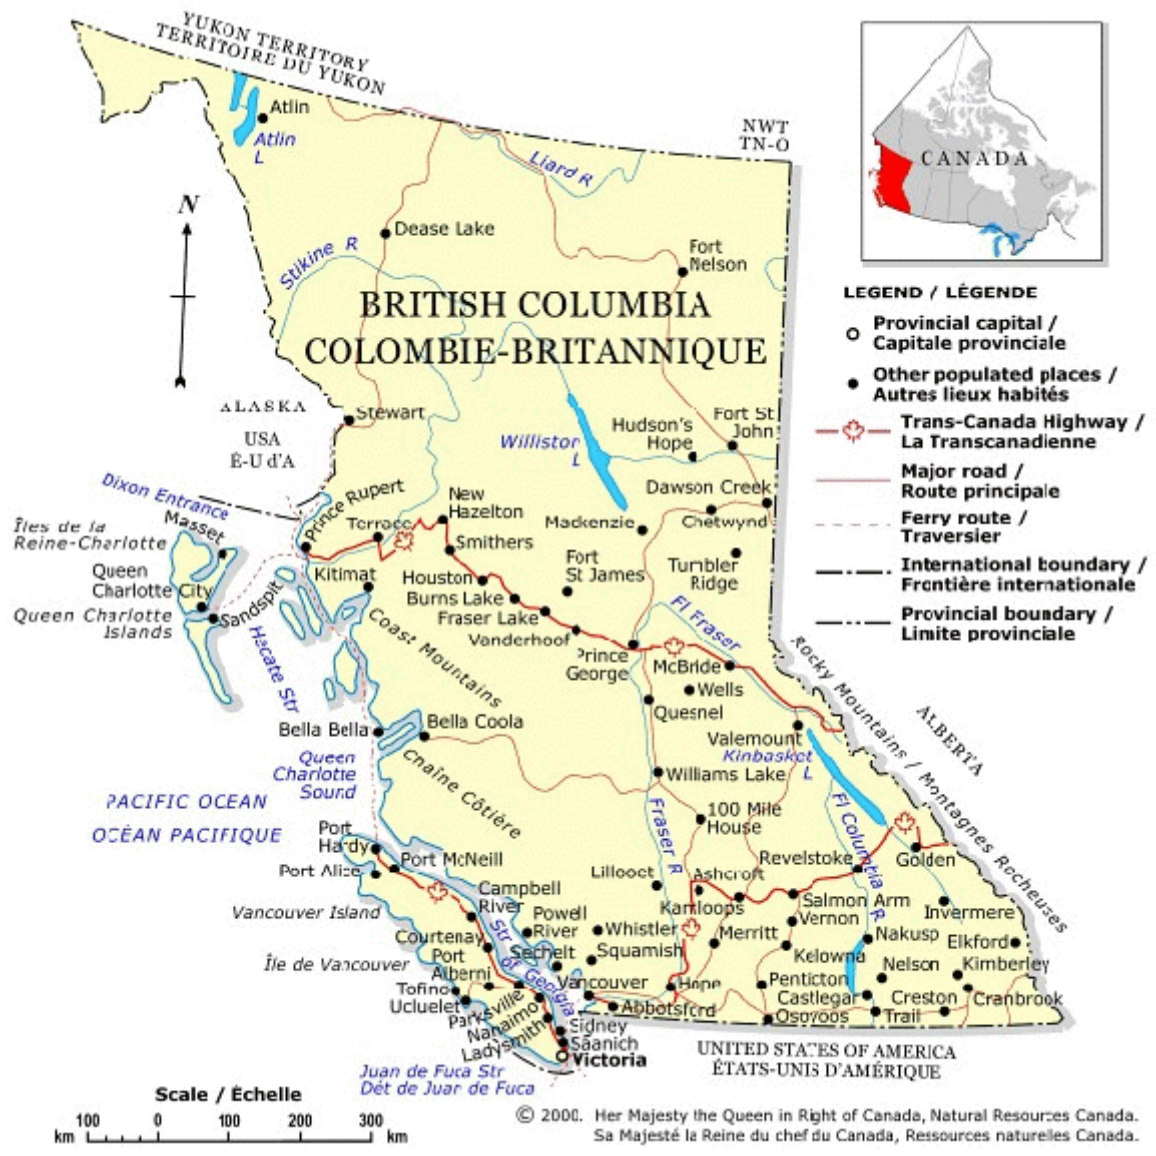 YUKON TERRITORY
TERRITOIRE DU YUKON
NWT
TN-O
CANADA
Atlin
Atlin
L
Liard R
N
Dease Lake
Stikine R
Fort
Nelson
BRITISH COLUMBIA
COLOMBIE-BRITANNIQUE
LEGEND / LÉGENDE
Provincial capital /
Capitale provinciale
Other populated places /
Autres lieux habités
Trans-Canada Highway /
La Transcanadienne
Major road /
Route principale
Ferry route /
Traversier
International boundary /
Frontière internationale
Provincial boundary /
Limite provinciale
ALASKA
USA
É-U d'A
Stewart
Hudson's
Hope
Fort St
John
Williston
L
Dixon Entrance
Prince Rupert
New
Hazelton
Dawson Creek
Masset
Îles de la
Reine-Charlotte
Terrace
Smithers
Mackenzie
Chetwynd
Queen
Charlotte City
Kitimat
Houston
Fort
St James
Tumbler
Ridge
Queen Charlotte
Islands
Sandspit
Burns Lake
Fraser Lake
Vanderhoof
Fl Fraser
Hecate Str
Coast Mountains
Prince
George
McBride
Wells
Quesnel
Rocky Mountains / Montagnes Rocheuses
ALBERTA
Bella Bella
Bella Coola
Valemount
Kinbasket
L
Queen
Charlotte
Sound
Chaîne Côtière
Williams Lake
PACIFIC OCEAN
OCÉAN PACIFIQUE
Fraser R
100 Mile
House
Fl Columbia R
Port
Hardy
Port McNeill
Port Alice
Revelstoke
Golden
Lillooet
Ashcroft
Campbell
River
Kamloops
Salmon Arm
Invermere
Vancouver Island
Powell
River
Whistler
Merritt
Vernon
Nakusp
Elkford
Courtenay
Str of Georgia
Sechelt
Squamish
Kelowna
Île de Vancouver
Port
Alberni
Nelson
Kimberley
Tofino
Vancouver
Hope
Penticton
Ucluelet
Parksville
Abbotsford
Castlegar
Creston
Cranbrook
Nanaimo
Osoyoos
Trail
Ladysmith
Sidney
Saanich
Victoria
UNITED STATES OF AMERICA
ÉTATS-UNIS D'AMÉRIQUE
Juan de Fuca Str
Dét de Juan de Fuca
Scale / Échelle
100 0 100 200 300
km km
© 2000. Her Majesty the Queen in Right of Canada, Natural Resources Canada.
Sa Majesté la Reine du chef du Canada, Ressources naturelles Canada.